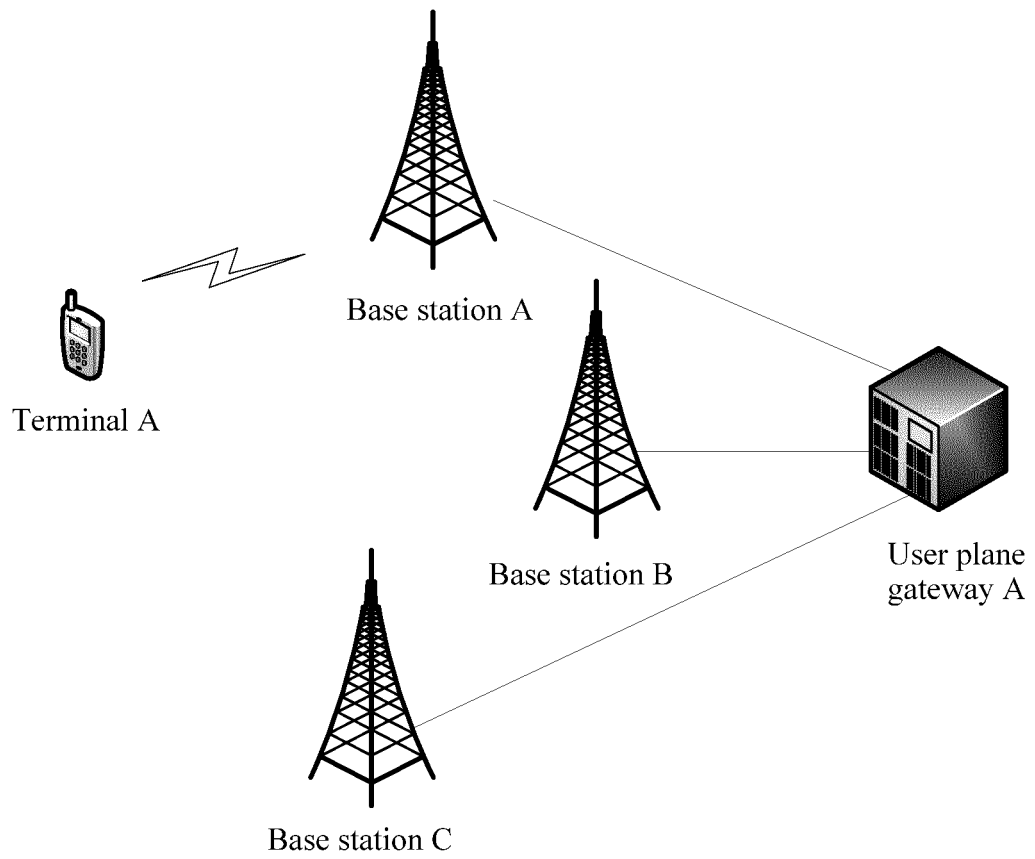 Base station A
Terminal A
Base station B
User plane
gateway A
Base station C